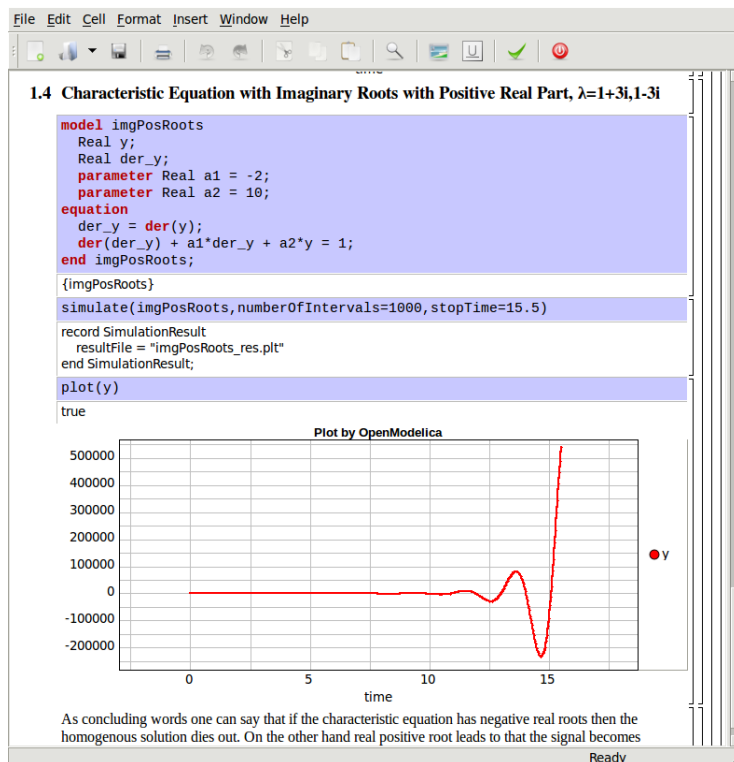 File Edit Cell Format Insert Window Help
U
1.4 Characteristic Equation with Imaginary Roots with Positive Real Part, λ=1+3i,1-3i
model imgPosRoots
Real y;
Real der_y;
parameter Real a1 = -2;
parameter Real a2 = 10;
equation
der_y = der(y);
der(der_y) + a1*der_y + a2*y = 1;
end imgPosRoots;
{imgPosRoots}
simulate(imgPosRoots,numberOfIntervals=1000,stopTime=15.5)
record SimulationResult
resultFile = "imgPosRoots_res.plt"
end SimulationResult;
plot(y)
true
Plot by OpenModelica
500000
400000
300000
200000
100000
0
-100000
-200000
y
0 5 10 15
time
As concluding words one can say that if the characteristic equation has negative real roots then the
homogenous solution dies out. On the other hand real positive root leads to that the signal becomes
Ready